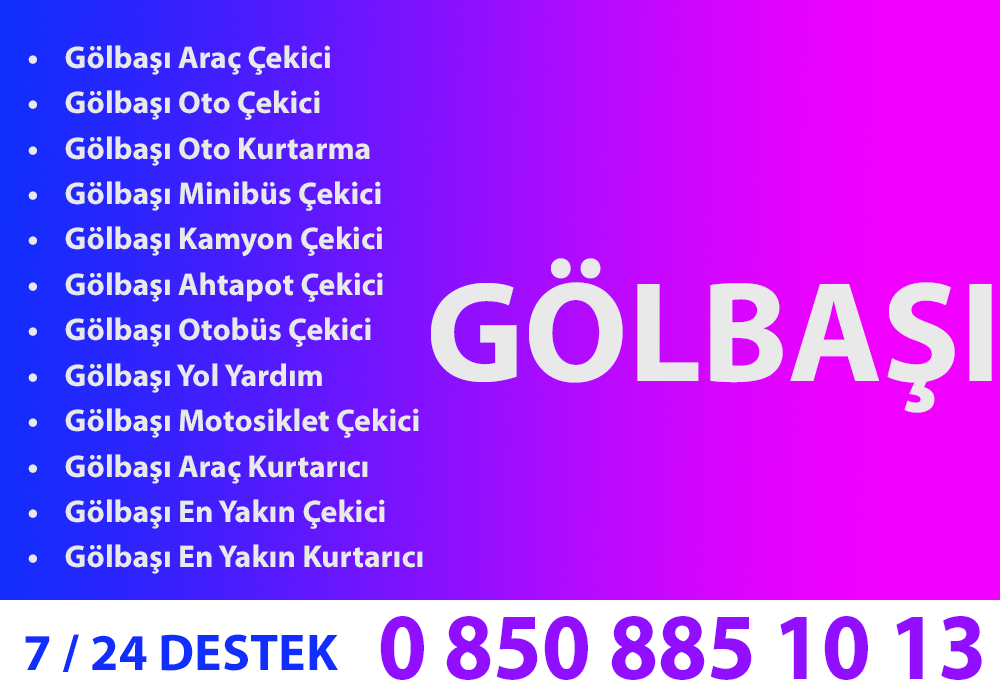 • Gölbaşı Araç Çekici
• Gölbaşı Oto Çekici
• Gölbaşı Oto Kurtarma
• Gölbaşı Minibüs Çekici
• Gölbaşı Kamyon Çekici
• Gölbaşı Ahtapot Çekici
• Gölbaşı Otobüs Çekici
• Gölbaşı Yol Yardım
• Gölbaşı Motosiklet Çekici
• Gölbaşı Araç Kurtarıcı
• Gölbaşı En Yakın Çekici
• Gölbaşı En Yakın Kurtarıcı
GÖLBAŞI
7 / 24 DESTEK 0 850 885 10 13